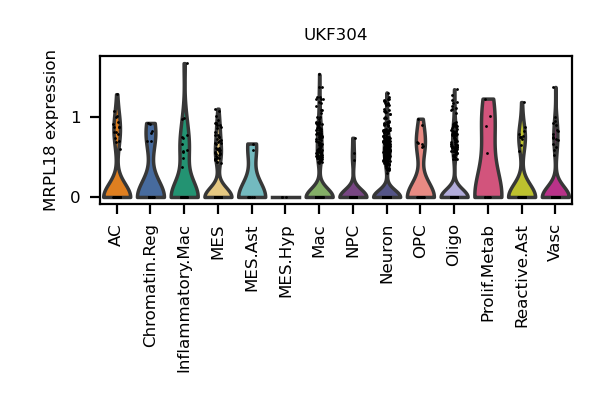 UKF304
MRPL18 expression
1
0
AC
Chromatin.Reg
Inflammatory.Mac
MES
MES.Ast
MES.Hyp
Mac
NPC
Neuron
OPC
Oligo
Prolif.Metab
Reactive.Ast
Vasc